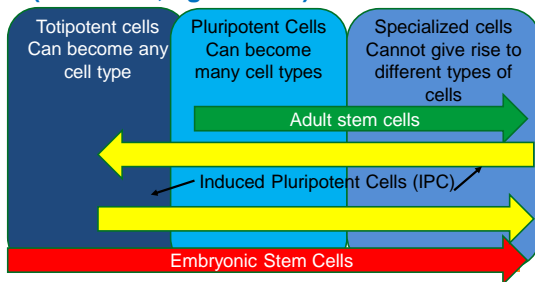 Totipotent cells
Can become any
cell type
Pluripotent Cells
Can become
many cell types
Specialized cells
Cannot give rise to
different types of
cells
Adult stem cells
Induced Pluripotent Cells (IPC)
Embryonic Stem Cells